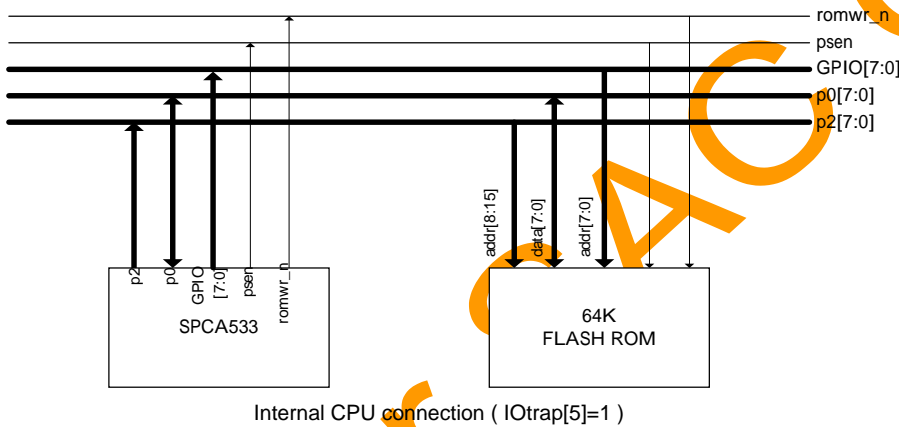 romwr_n
psen
GPIO[7:0]
p0[7:0]
p2[7:0]
addr[8:15]
data[7:0]
addr[7:0]
p2
p0
GPIO
[7:0]
psen
romwr_n
SPCA533
64K
FLASH ROM
Internal CPU connection ( IOtrap[5]=1 )